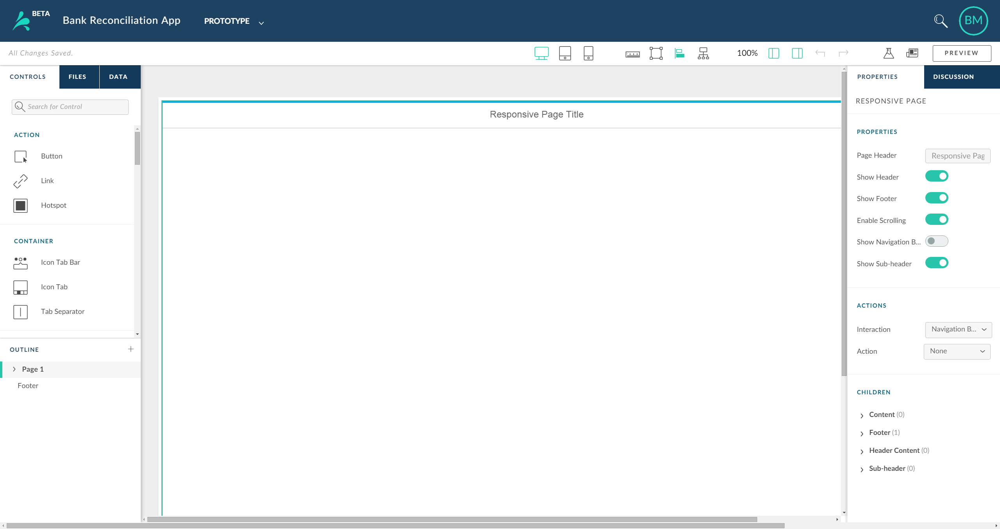 BETA
Bank Reconciliation App
PROTOTYPE
BM
All Changes Saved.
100%
PREVIEW
CONTROLS
FILES
DATA
Search for Control
ACTION
Button
Link
Hotspot
CONTAINER
Icon Tab Bar
Icon Tab
Tab Separator
OUTLINE
Page 1
Footer
Responsive Page Title
PROPERTIES
DISCUSSION
RESPONSIVE PAGE
PROPERTIES
Page Header
Responsive Pag
Show Header
Show Footer
Enable Scrolling
Show Navigation B...
Show Sub-header
ACTIONS
Interaction
Navigation B...
Action
None
CHILDREN
Content (0)
Footer (1)
Header Content (0)
Sub-header (0)